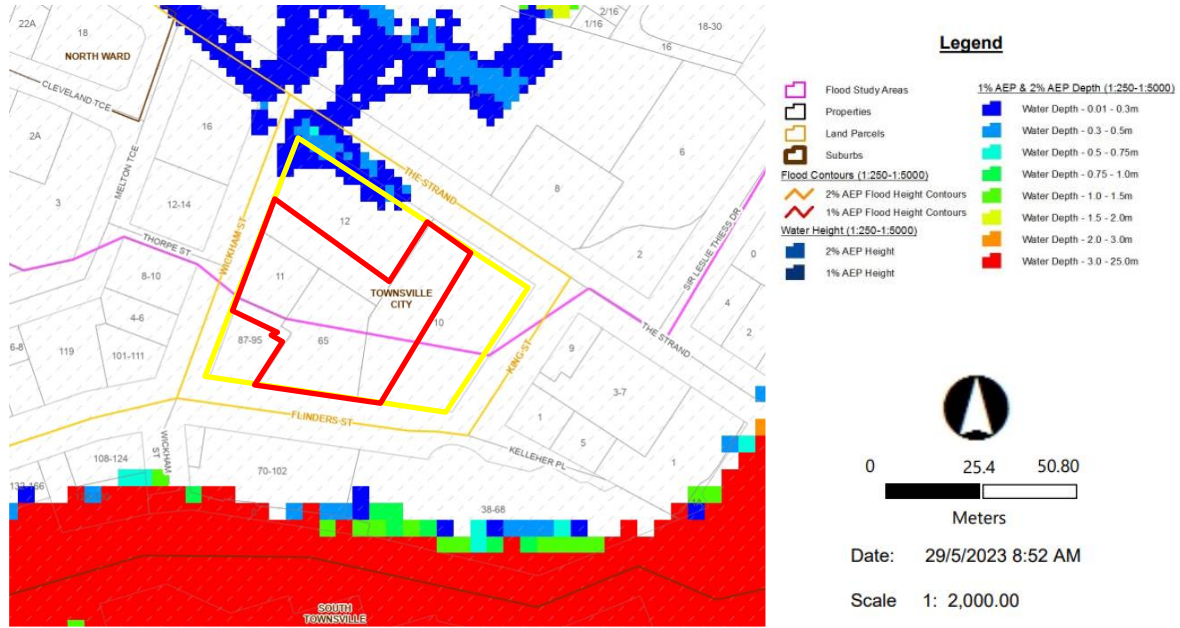 22A
18
NORTH WARD
CLEVELAND TCE
2A
16
MELTON TCE
3
12-14
THORPE ST
WICKHAM ST
8-10
4-6
6-8
119
101-111
2/16
1/16
18-30
16
6
8
THE STRAND
12
11
TOWNSVILLE
CITY
10
87-95
65
2
SIR LESLIE THIESS DR
0
4
2
THE STRAND
KING ST
9
3-7
1
5
1
FLINDERS ST
KELLEHER PL
WICKHAM
ST
108-124
132-166
70-102
38-68
SOUTH
TOWNSVILLE
Legend
Flood Study Areas
Properties
Land Parcels
Suburbs
Flood Contours (1:250-1:5000)
2% AEP Flood Height Contours
1% AEP Flood Height Contours
Water Height (1:250-1:5000)
2% AEP Height
1% AEP Height
1% AEP & 2% AEP Depth (1:250-1:5000)
Water Depth - 0.01 - 0.3m
Water Depth - 0.3 - 0.5m
Water Depth - 0.5 - 0.75m
Water Depth - 0.75 - 1.0m
Water Depth - 1.0 - 1.5m
Water Depth - 1.5 - 2.0m
Water Depth - 2.0 - 3.0m
Water Depth - 3.0 - 25.0m
0 25.4 50.80
Meters
Date: 29/5/2023 8:52 AM
Scale 1: 2,000.00